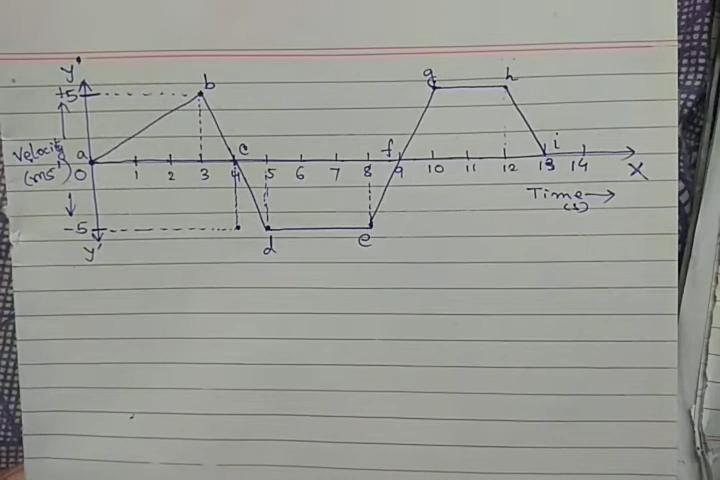 y
+5
b
g
h
Velocity
(ms⁻¹)
a
c
f
i
0 1 2 3 4 5 6 7 8 9 10 11 12 13 14
X
Time →
(s)
-5
y'
d
e